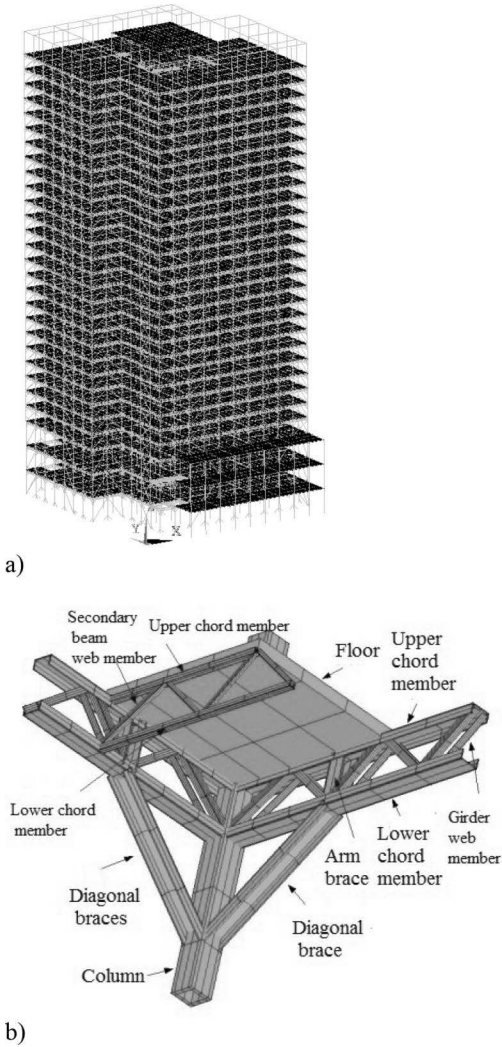 Y X
a)
Secondary
beam
web member
Upper chord member
Floor
Upper
chord
member
Lower chord
member
Arm
brace
Lower
chord
member
Girder
web
member
Diagonal
braces
Diagonal
brace
Column
b)